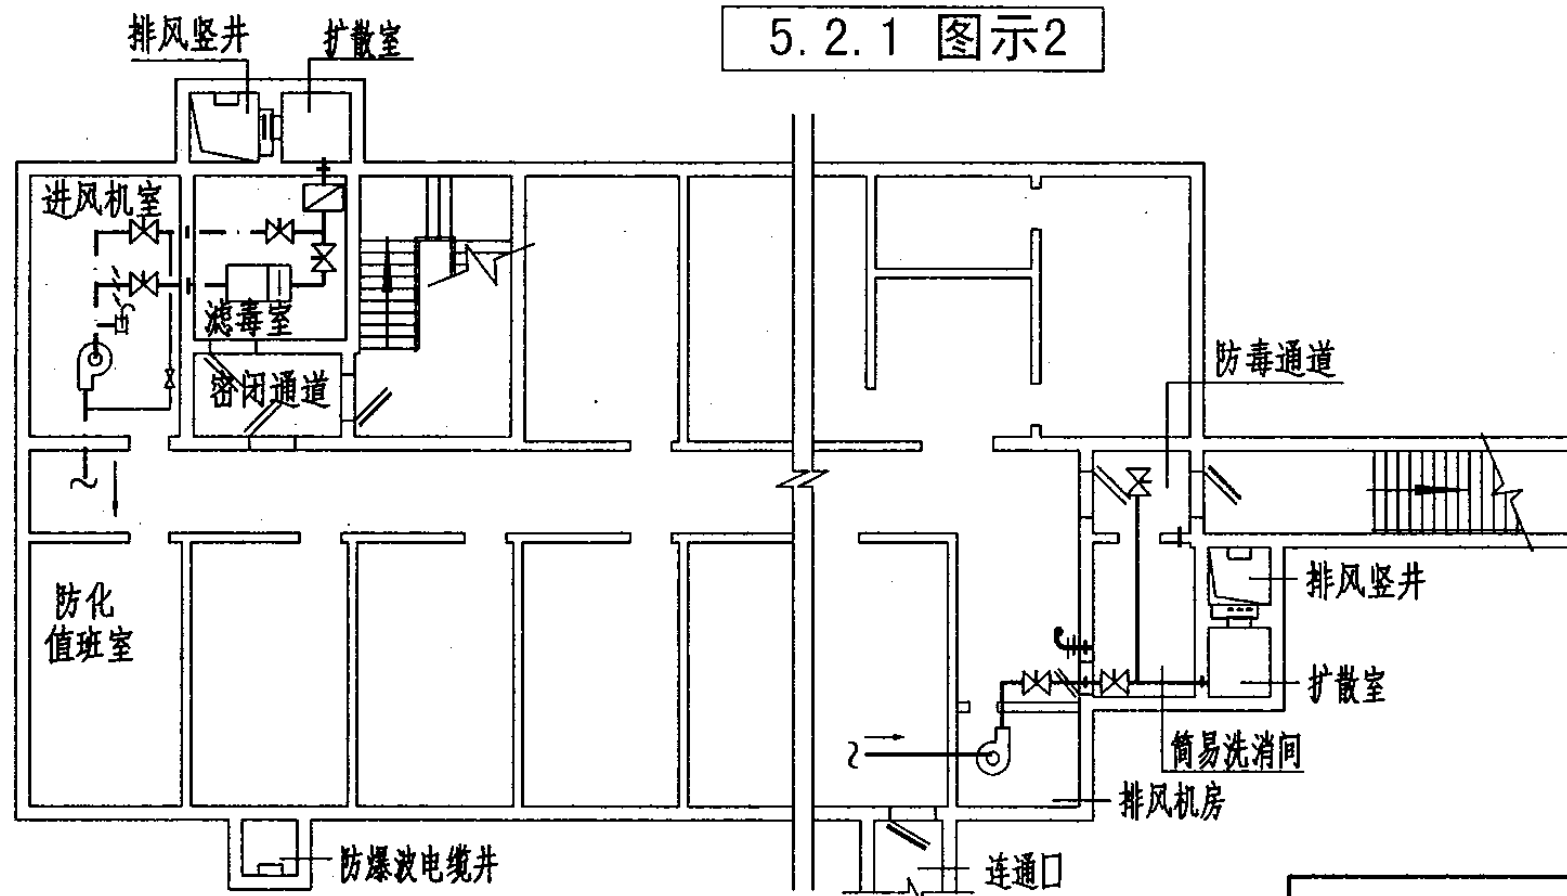 5.2.1 图示2
排风竖井
扩散室
进风机室
滤毒室
密闭通道
防毒通道
防化
值班室
排风竖井
扩散室
简易洗消间
排风机房
防爆波电缆井
连通口